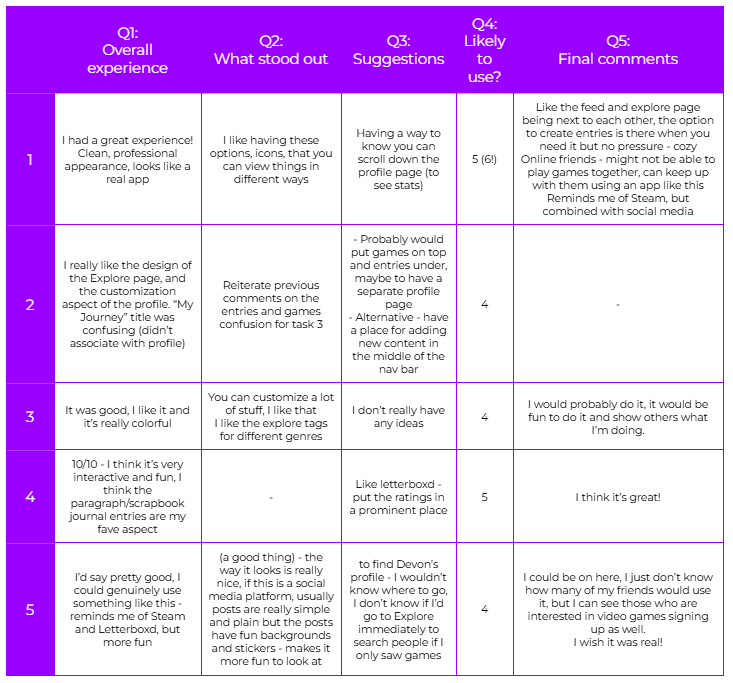 Q1:
Overall
experience
Q2:
What stood out
Q3:
Suggestions
Q4:
Likely
to
use?
Q5:
Final comments
1
I had a great experience!
Clean, professional
appearance, looks like a
real app
I like having these
options, icons, that you
can view things in
different ways
Having a way to
know you can
scroll down the
profile page (to
see stats)
5 (6!)
Like the feed and explore page
being next to each other, the option
to create entries is there when you
need it but no pressure - cozy
Online friends - might not be able to
play games together, can keep up
with them using an app like this
Reminds me of Steam, but
combined with social media
2
I really like the design of
the Explore page, and the
customization
aspect of the profile. “My
Journey” title was
confusing (didn’t
associate with profile)
Reiterate previous
comments on the
entries and games
confusion for task 3
- Probably would
put games on top
and entries under,
maybe to have a
separate profile
page
- Alternative - have
a place for adding
new content in
the middle of the
nav bar
4
-
3
It was good, I like it and
it’s really colorful
You can customize a lot
of stuff, I like that
I like the explore tags
for different genres
I don’t really have
any ideas
4
I would probably do it, it would be
fun to do it and show others what
I’m doing.
4
10/10 - I think it’s very
interactive and fun, I
think the
paragraph/scrapbook
journal entries are my
fave aspect
-
Like letterboxd -
put the ratings in
a prominent place
5
I think it’s great!
5
I’d say pretty good, I
could genuinely use
something like this -
reminds me of Steam
and Letterboxd, but
more fun
(a good thing) - the
way it looks is really
nice, if this is a social
media platform, usually
posts are really simple
and plain but the posts
have fun backgrounds
and stickers - makes it
more fun to look at
to find Devon’s
profile - I wouldn’t
know where to go,
I don’t know if I’d
go to Explore
immediately to
search people if I
only saw games
4
I could be on here, I just don’t know
how many of my friends would use
it, but I can see those who are
interested in video games signing
up as well.
I wish it was real!